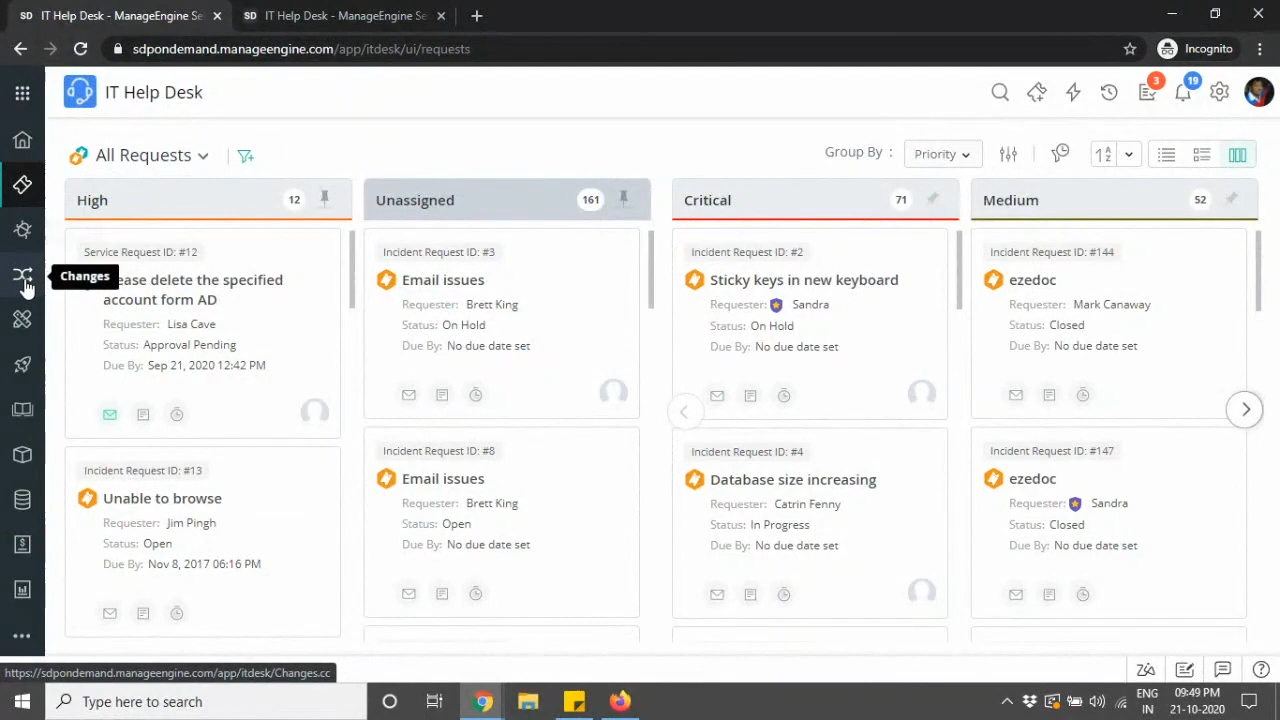 SD IT Help Desk - ManageEngine Se
SD IT Help Desk - ManageEngine Se
sdpondemand.manageengine.com/app/itdesk/ui/requests
Incognito
IT Help Desk
3
19
All Requests
Group By :
Priority
High
12
Unassigned
161
Critical
71
Medium
52
Service Request ID: #12
ease delete the specified
account form AD
Requester: Lisa Cave
Status: Approval Pending
Due By: Sep 21, 2020 12:42 PM
Incident Request ID: #13
Unable to browse
Requester: Jim Pingh
Status: Open
Due By: Nov 8, 2017 06:16 PM
Incident Request ID: #3
Email issues
Requester: Brett King
Status: On Hold
Due By: No due date set
Incident Request ID: #8
Email issues
Requester: Brett King
Status: Open
Due By: No due date set
Incident Request ID: #2
Sticky keys in new keyboard
Requester: Sandra
Status: On Hold
Due By: No due date set
Incident Request ID: #4
Database size increasing
Requester: Catrin Fenny
Status: In Progress
Due By: No due date set
Incident Request ID: #144
ezedoc
Requester: Mark Canaway
Status: Closed
Due By: No due date set
Incident Request ID: #147
ezedoc
Requester: Sandra
Status: Closed
Due By: No due date set
Changes
https://sdpondemand.manageengine.com/app/itdesk/Changes.cc
Type here to search
ENG
IN
09:49 PM
21-10-2020